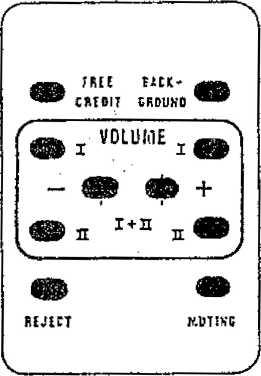 FREE BACK-
CREDIT GROUND
VOLUME
I I
- +
I+II
II II
REJECT MUTING